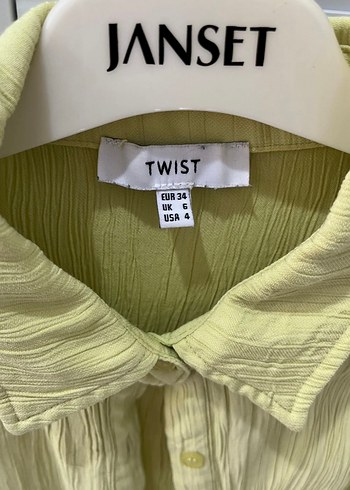 JANSET
TWIST
EUR 34
UK 6
USA 4